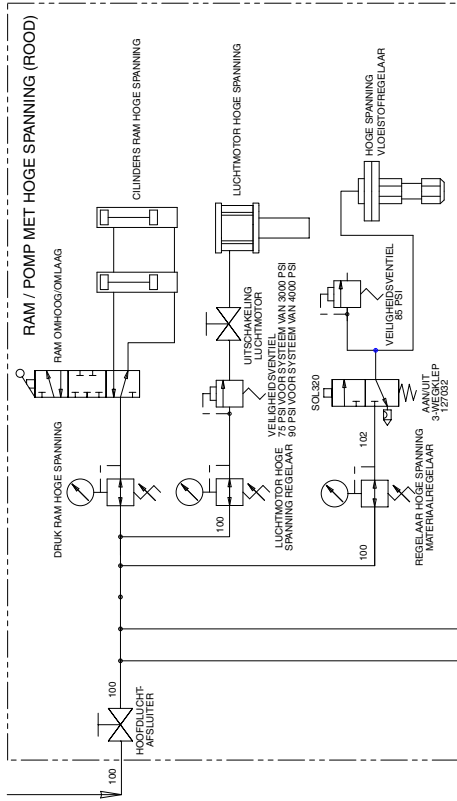 RAM / POMP MET HOGE SPANNING (ROOD)
CILINDERS RAM HOGE SPANNING
RAM OMHOOG/OMLAAG
DRUK RAM HOGE SPANNING
LUCHTMOTOR HOGE SPANNING
UITSCHAKELING
LUCHTMOTOR
VEILIGHEIDSVENTIEL
75 PSI VOOR SYSTEEM VAN 3000 PSI
90 PSI VOOR SYSTEEM VAN 4000 PSI
LUCHTMOTOR HOGE
SPANNING REGELAAR
100
HOGE SPANNING
VLOEISTOFREGELAAR
VEILIGHEIDSVENTIEL
85 PSI
SOL320
AAN/UIT
3-WEGKLEP
127032
102
100
REGELAAR HOGE SPANNING
MATERIAALREGELAAR
100
HOOFDLUCHT-
AFSLUITER
100